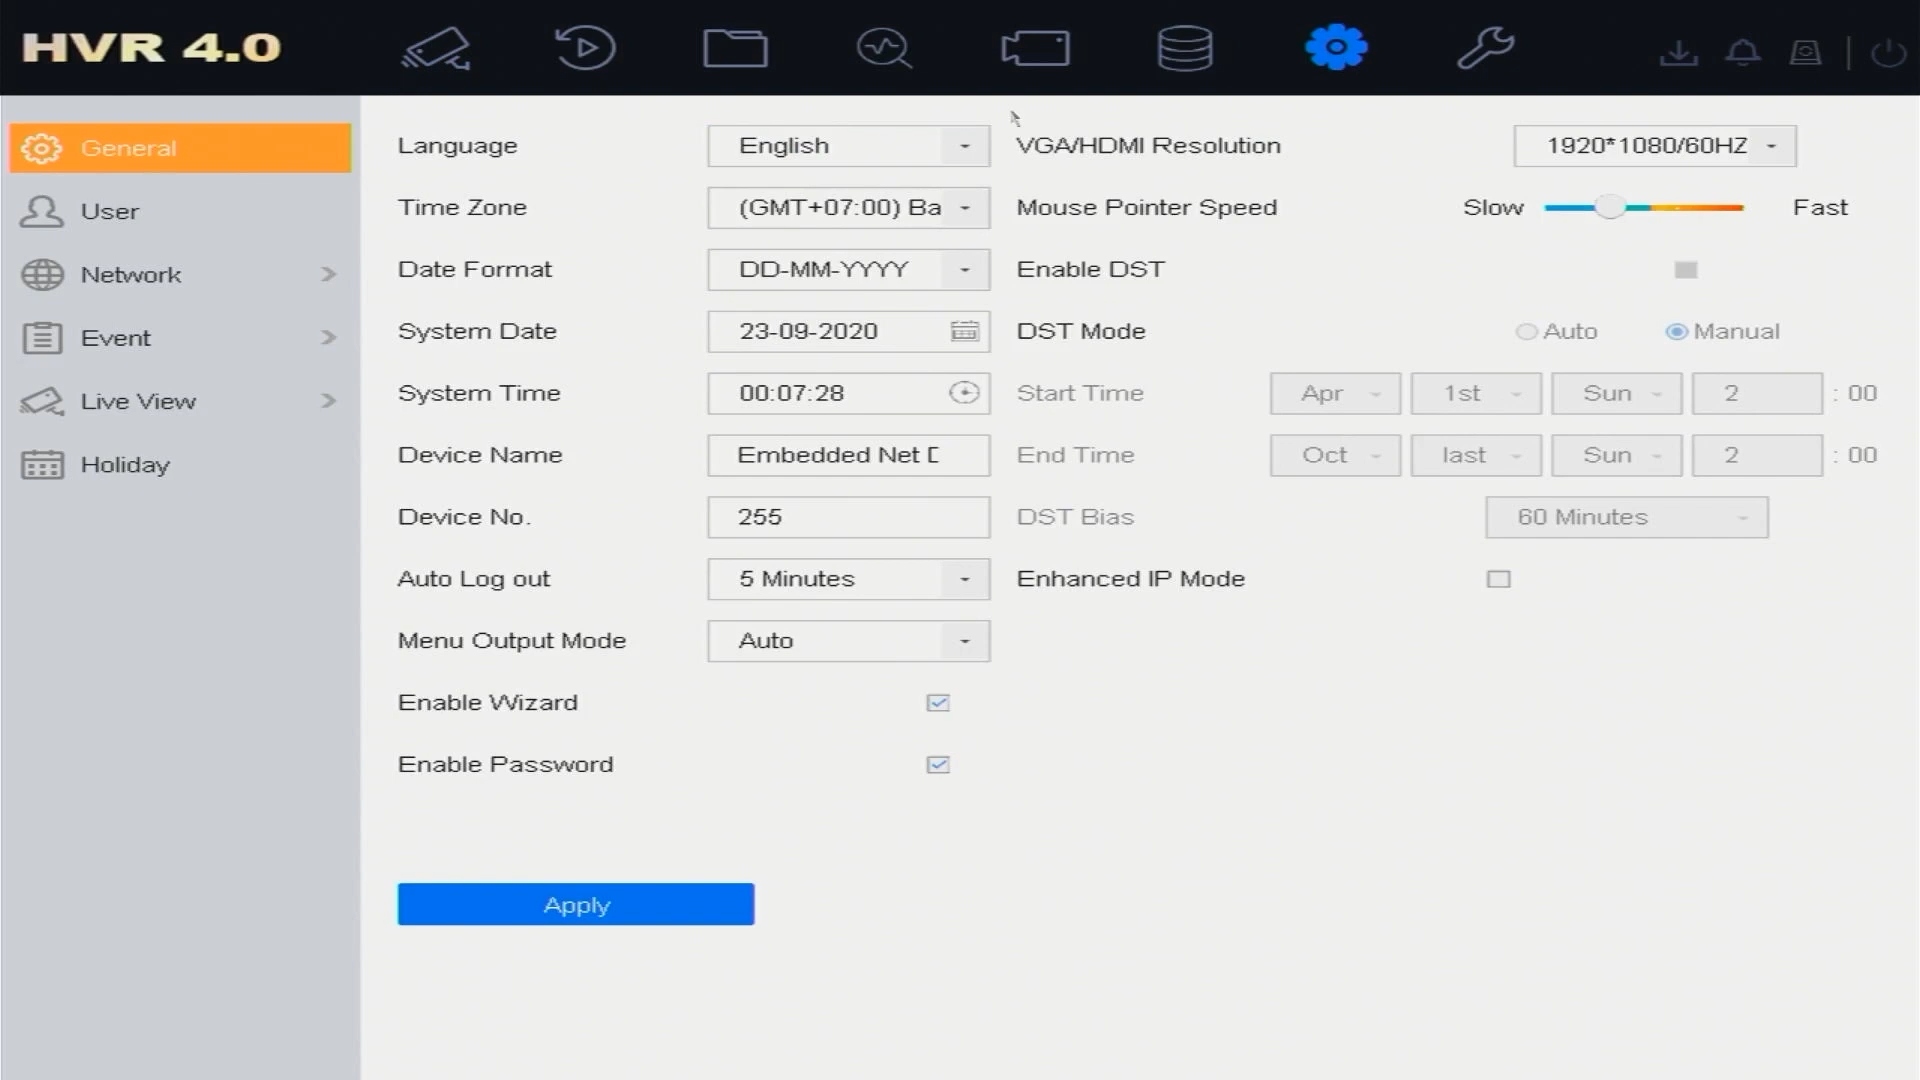 HVR 4.0
General
User
Network
Event
Live View
Holiday
Language English
Time Zone (GMT+07:00) Ba
Date Format DD-MM-YYYY
System Date 23-09-2020
System Time 00:07:28
Device Name Embedded Net D
Device No. 255
Auto Log out 5 Minutes
Menu Output Mode Auto
Enable Wizard
Enable Password
Apply
VGA/HDMI Resolution 1920*1080/60HZ
Mouse Pointer Speed Slow Fast
Enable DST
DST Mode Auto Manual
Start Time Apr 1st Sun 2 : 00
End Time Oct last Sun 2 : 00
DST Bias 60 Minutes
Enhanced IP Mode